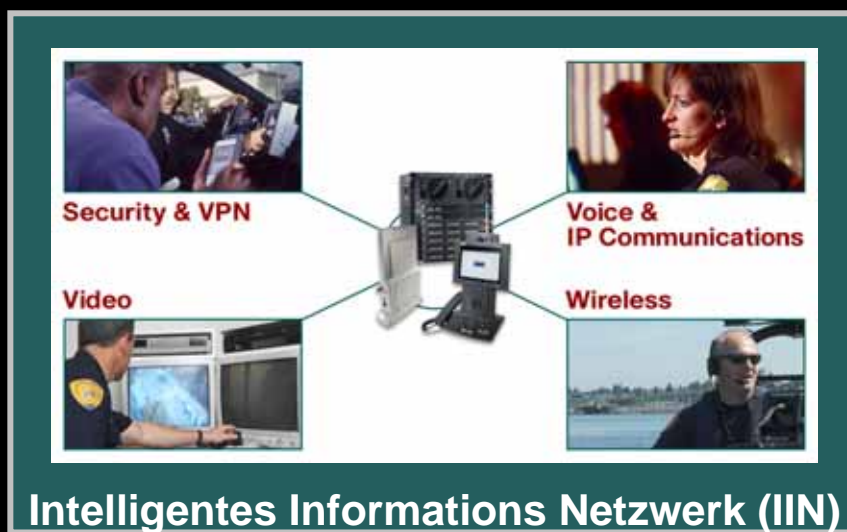 Security & VPN
Voice &
IP Communications
Video
Wireless
Intelligentes Informations Netzwerk (IIN)